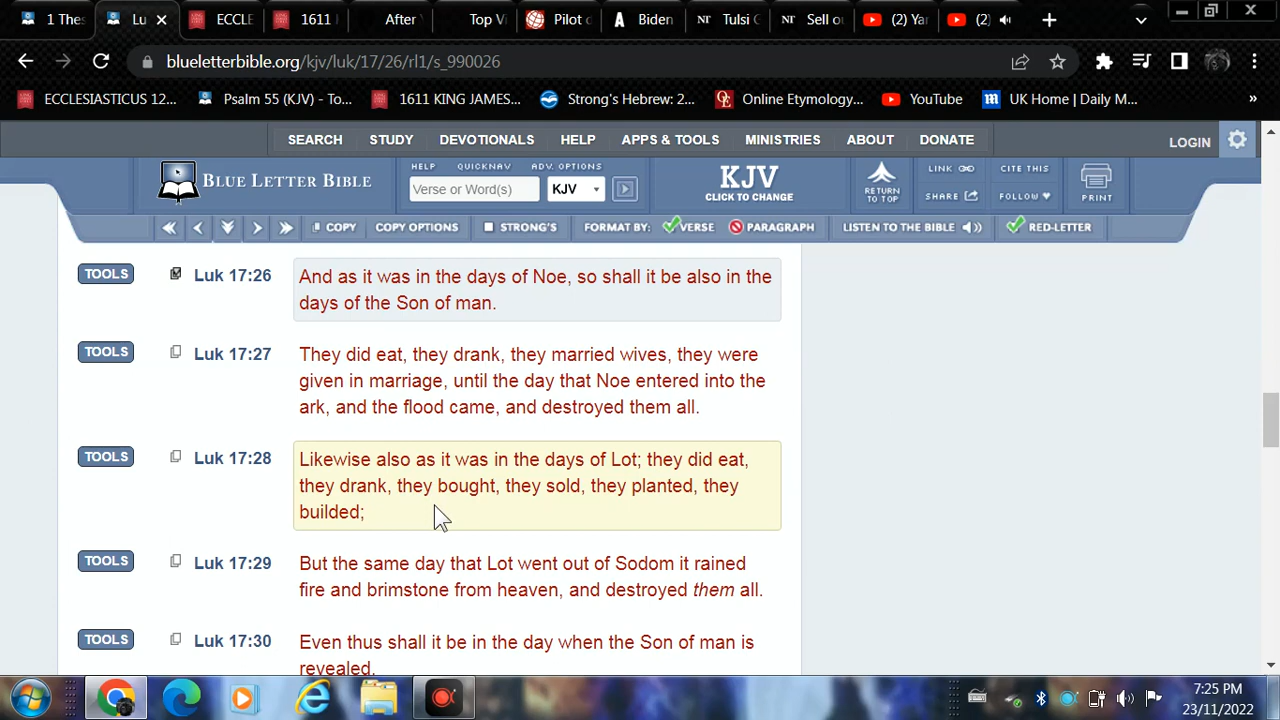 1 Thes
Lu
ECCLE
1611
After
Top V
Pilot c
Biden
Tulsi C
Sell ou
(2) Yar
(2)
blueletterbible.org/kjv/luk/17/26/rl1/s_990026
ECCLESIASTICUS 12...
Psalm 55 (KJV) - To...
1611 KING JAMES...
Strong's Hebrew: 2...
Online Etymology...
YouTube
UK Home | Daily M...
»
SEARCH STUDY DEVOTIONALS HELP APPS & TOOLS MINISTRIES ABOUT DONATE
LOGIN
BLUE LETTER BIBLE
HELP QUICKNAV ADV. OPTIONS
Verse or Word(s)
KJV
KJV
CLICK TO CHANGE
RETURN
TO TOP
LINK
CITE THIS
SHARE
FOLLOW
PRINT
COPY
COPY OPTIONS
STRONG'S
FORMAT BY:
VERSE
PARAGRAPH
LISTEN TO THE BIBLE
RED-LETTER
TOOLS Luk 17:26 And as it was in the days of Noe, so shall it be also in the
days of the Son of man.
TOOLS Luk 17:27 They did eat, they drank, they married wives, they were
given in marriage, until the day that Noe entered into the
ark, and the flood came, and destroyed them all.
TOOLS Luk 17:28 Likewise also as it was in the days of Lot; they did eat,
they drank, they bought, they sold, they planted, they
builded;
TOOLS Luk 17:29 But the same day that Lot went out of Sodom it rained
fire and brimstone from heaven, and destroyed them all.
TOOLS Luk 17:30 Even thus shall it be in the day when the Son of man is
revealed.
7:25 PM
23/11/2022